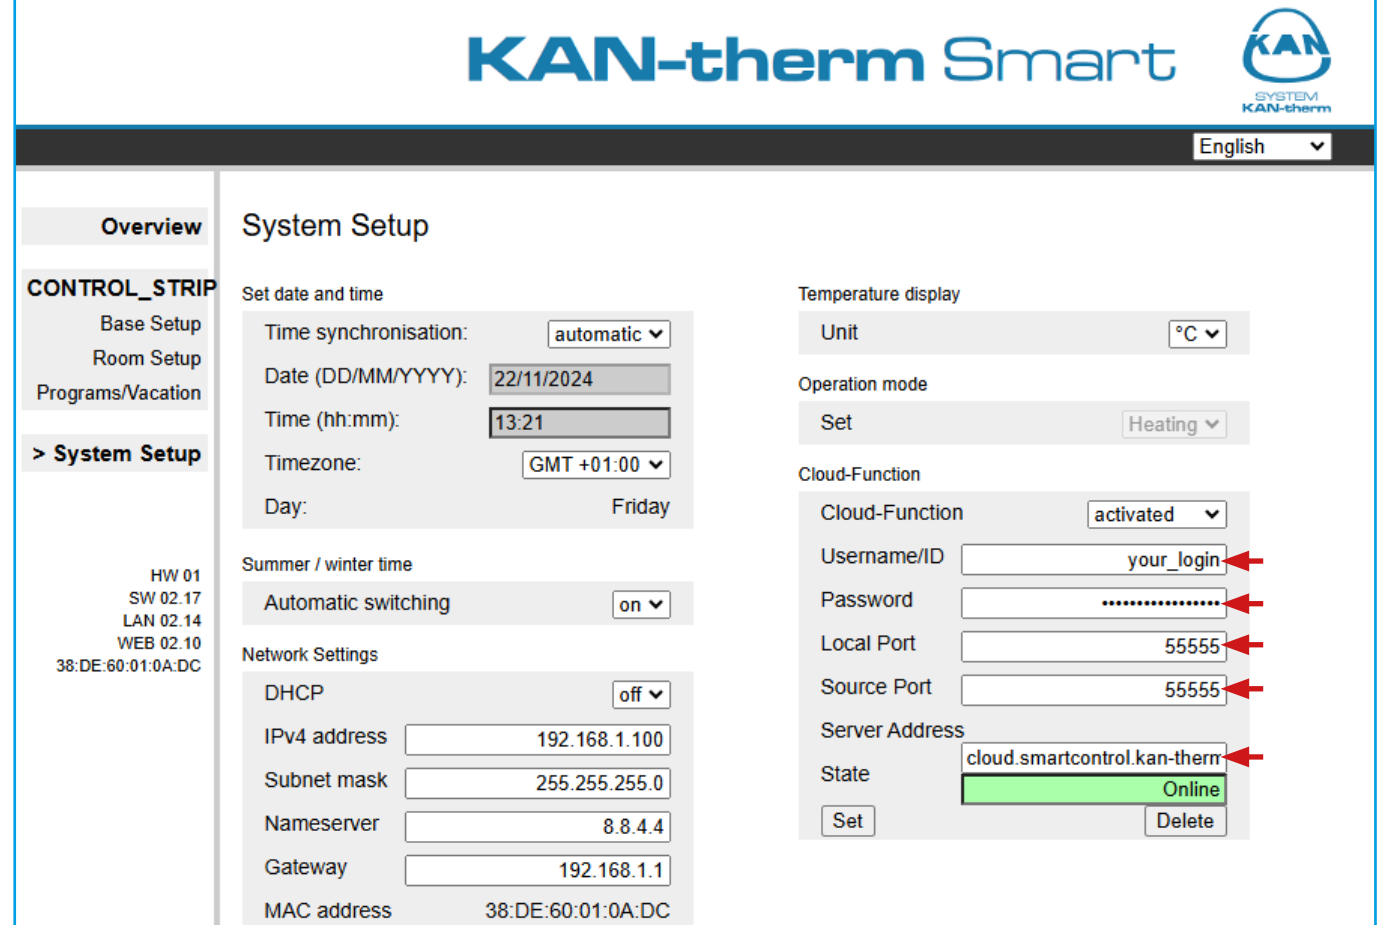 KAN-therm Smart
KAN
SYSTEM
KAN-therm
English
Overview
CONTROL_STRIP
Base Setup
Room Setup
Programs/Vacation
> System Setup
HW 01
SW 02.17
LAN 02.14
WEB 02.10
38:DE:60:01:0A:DC
System Setup
Set date and time
Time synchronisation: automatic
Date (DD/MM/YYYY): 22/11/2024
Time (hh:mm): 13:21
Timezone: GMT +01:00
Day: Friday
Summer / winter time
Automatic switching on
Network Settings
DHCP off
IPv4 address 192.168.1.100
Subnet mask 255.255.255.0
Nameserver 8.8.4.4
Gateway 192.168.1.1
MAC address 38:DE:60:01:0A:DC
Temperature display
Unit °C
Operation mode
Set Heating
Cloud-Function
Cloud-Function activated
Username/ID your_login
Password •••••••••••••••••
Local Port 55555
Source Port 55555
Server Address
cloud.smartcontrol.kan-therm
State Online
Set Delete